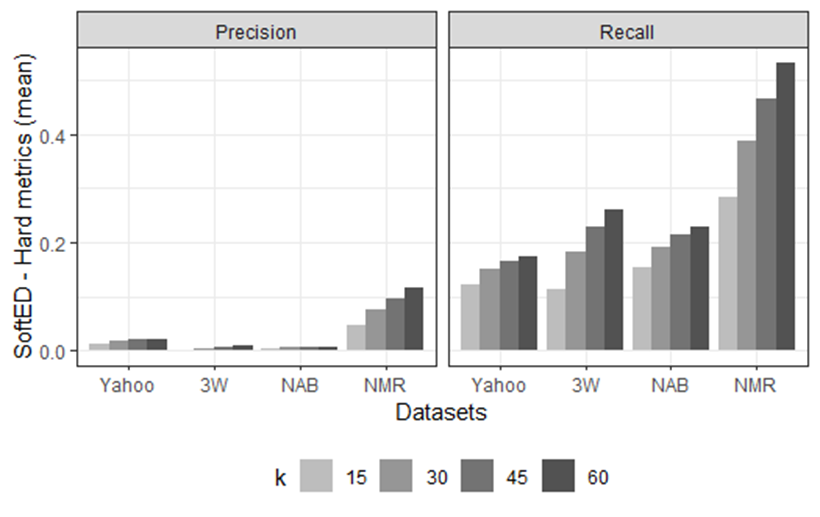 Precision
Recall
SoftED - Hard metrics (mean)
0.4
0.2
0.0
Yahoo 3W NAB NMR
Yahoo 3W NAB NMR
Datasets
k 15 30 45 60